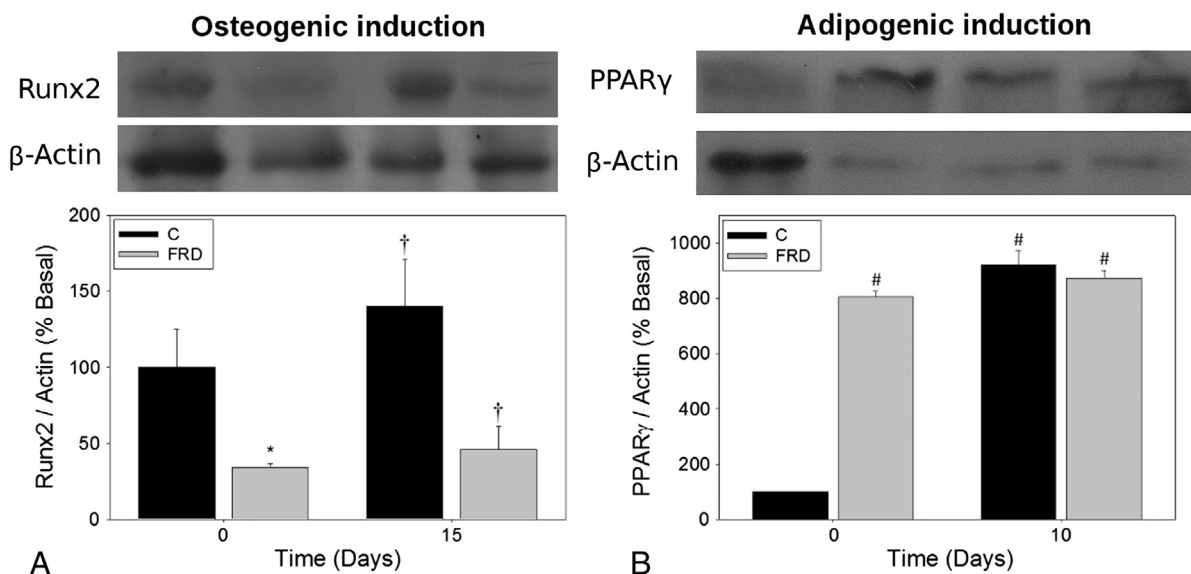 Osteogenic induction
Runx2
β-Actin
200
150
100
50
0
Runx2 / Actin (% Basal)
C
FRD
*
†
†
0
15
Time (Days)
A
Adipogenic induction
PPARγ
β-Actin
1000
800
600
400
200
0
PPARγ / Actin (% Basal)
C
FRD
#
#
#
0
10
Time (Days)
B